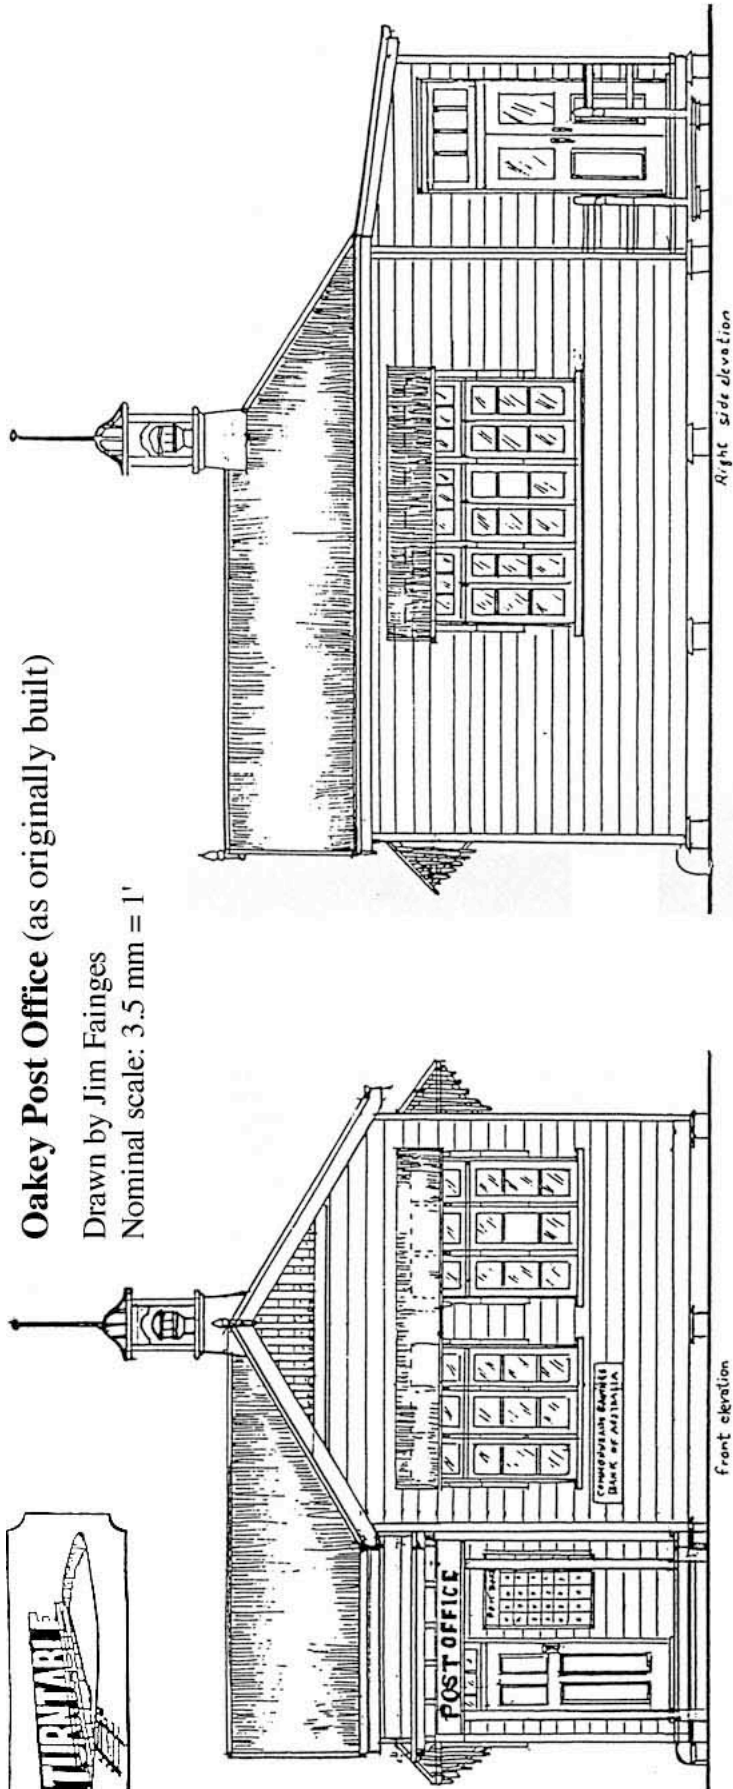 TURNTABLE
Oakey Post Office (as originally built)
Drawn by Jim Fainges
Nominal scale: 3.5 mm = 1'
POST OFFICE
COMMONWEALTH SAVINGS
BANK OF AUSTRALIA
front elevation
Right side elevation